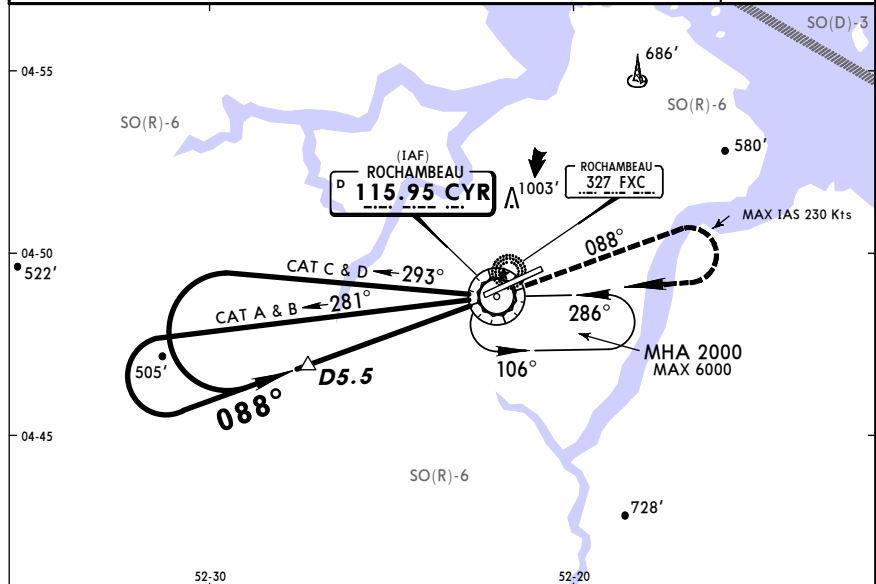 SO(D)-3
04-55
686'
SO(R)-6
SO(R)-6
580'
(IAF)
ROCHAMBEAU
D 115.95 CYR
1003'
ROCHAMBEAU
327 FXC
MAX IAS 230 Kts
04-50
522'
088°
CAT C & D 293°
CAT A & B 281°
286°
MHA 2000
MAX 6000
106°
505'
D5.5
088°
04-45
SO(R)-6
728'
52-30
52-20